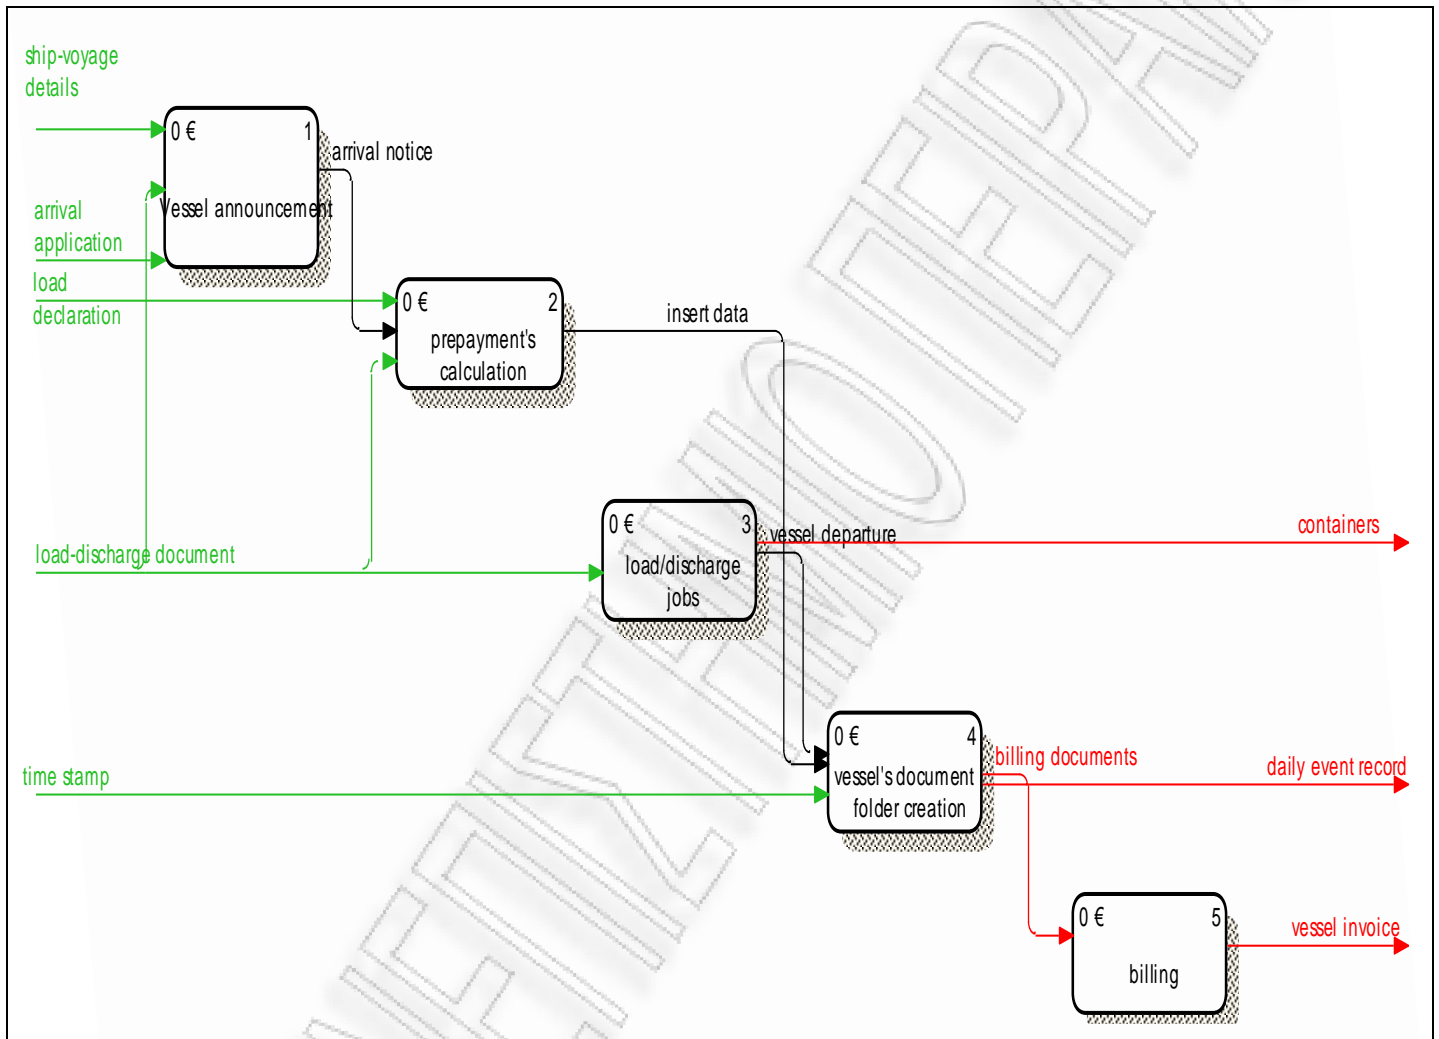 ship-voyage
details
0 €
1
arrival notice
Vessel announcement
arrival
application
load
declaration
0 €
2
prepayment's
calculation
insert data
0 €
3
load/discharge
jobs
vessel departure
containers
load-discharge document
time stamp
0 €
4
vessel's document
folder creation
billing documents
daily event record
0 €
5
billing
vessel invoice